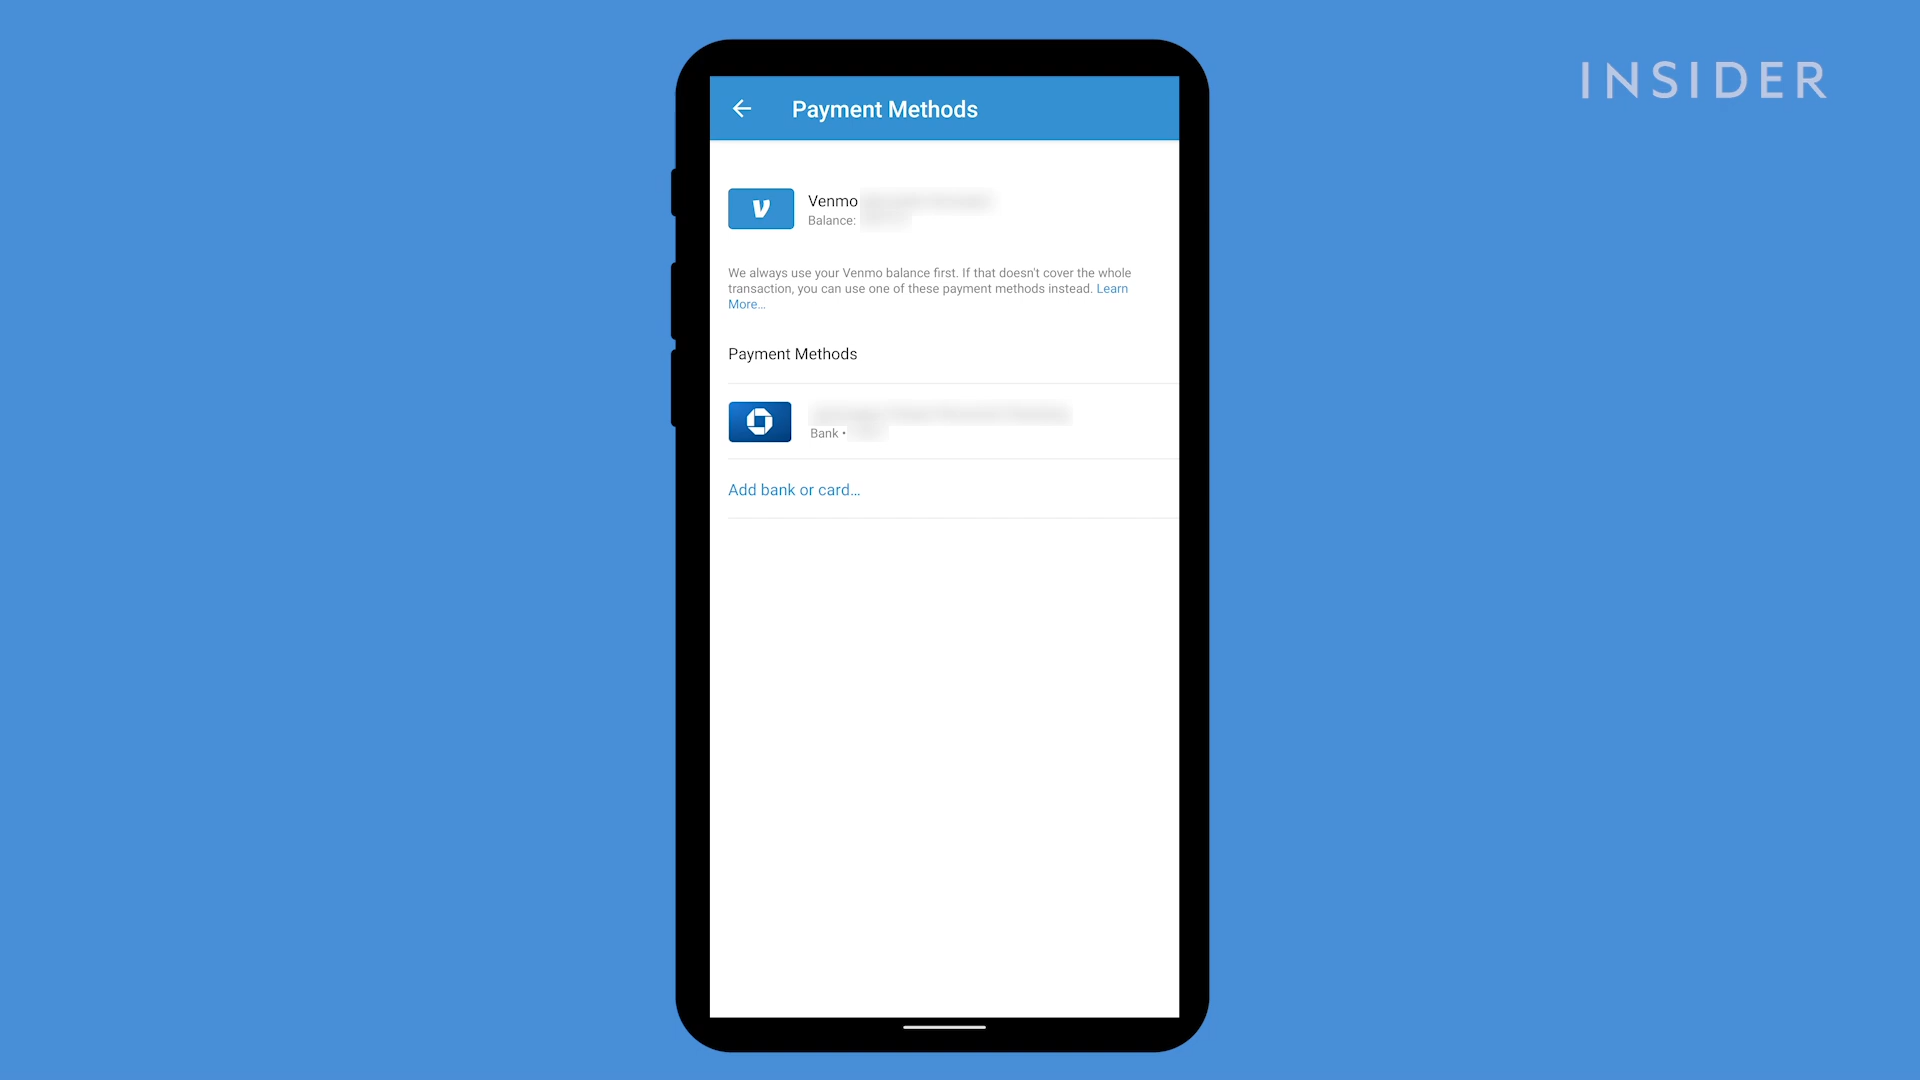 INSIDER
Payment Methods
Venmo
Balance:
We always use your Venmo balance first. If that doesn't cover the whole
transaction, you can use one of these payment methods instead. Learn
More...
Payment Methods
Bank •
Add bank or card...